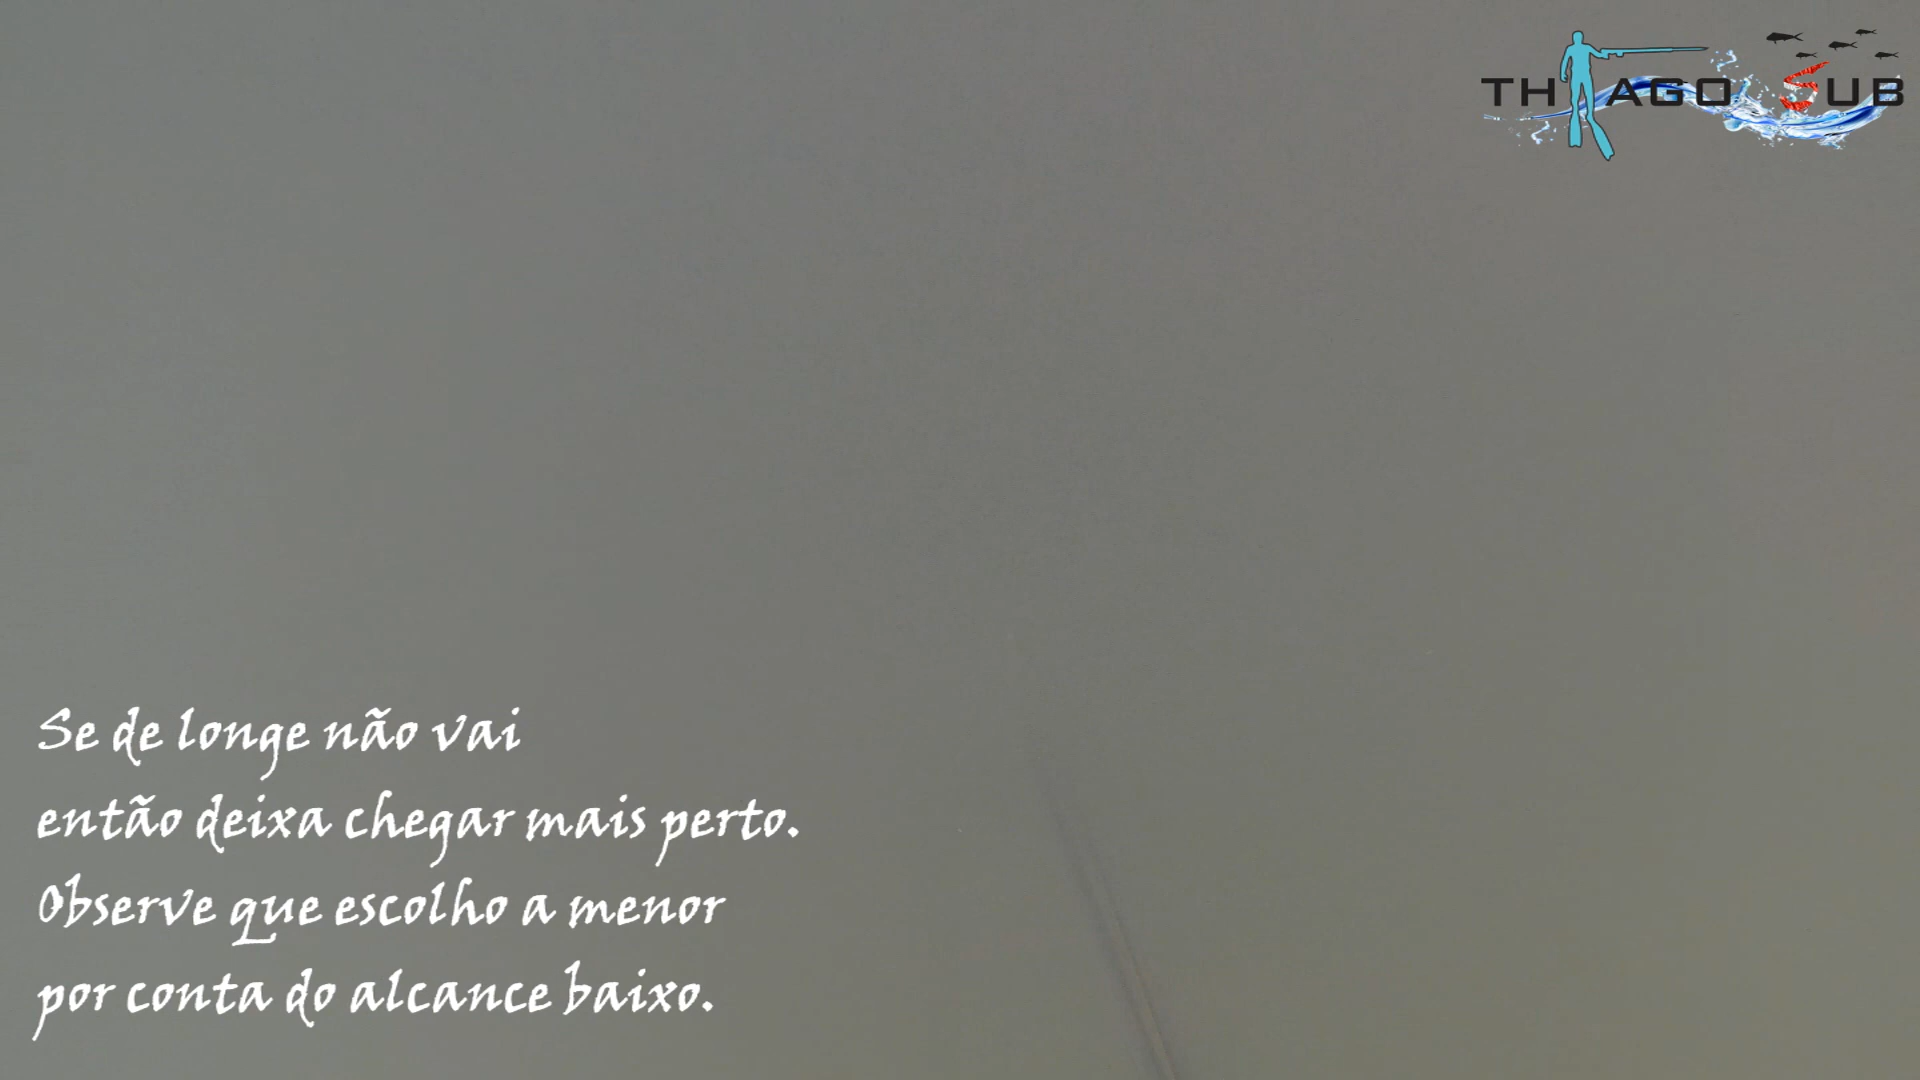 THIAGO SUB
Se de longe não vai
então deixa chegar mais perto.
Observe que escolho a menor
por conta do alcance baixo.